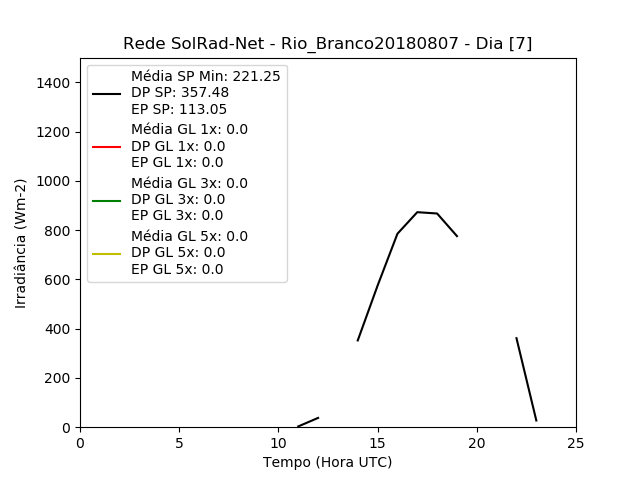 Rede SolRad-Net - Rio_Branco20180807 - Dia [7]
Média SP Min: 221.25
DP SP: 357.48
EP SP: 113.05
Média GL 1x: 0.0
DP GL 1x: 0.0
EP GL 1x: 0.0
Média GL 3x: 0.0
DP GL 3x: 0.0
EP GL 3x: 0.0
Média GL 5x: 0.0
DP GL 5x: 0.0
EP GL 5x: 0.0
Irradiância (Wm-2)
1400
1200
1000
800
600
400
200
0
0 5 10 15 20 25
Tempo (Hora UTC)